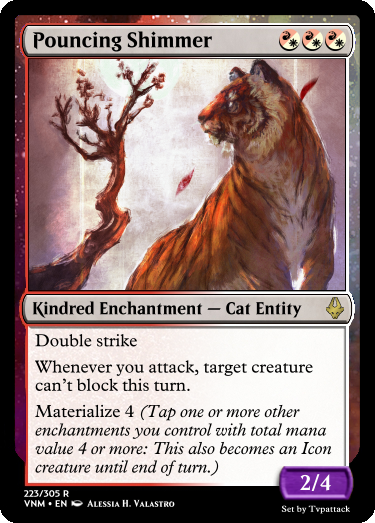 Pouncing Shimmer
Kindred Enchantment — Cat Entity
Double strike
Whenever you attack, target creature
can't block this turn.
Materialize 4 (Tap one or more other
enchantments you control with total mana
value 4 or more: This also becomes an Icon
creature until end of turn.)
2/4
223/305 R
VNM • EN Alessia H. Valastro
Set by Tvpattack